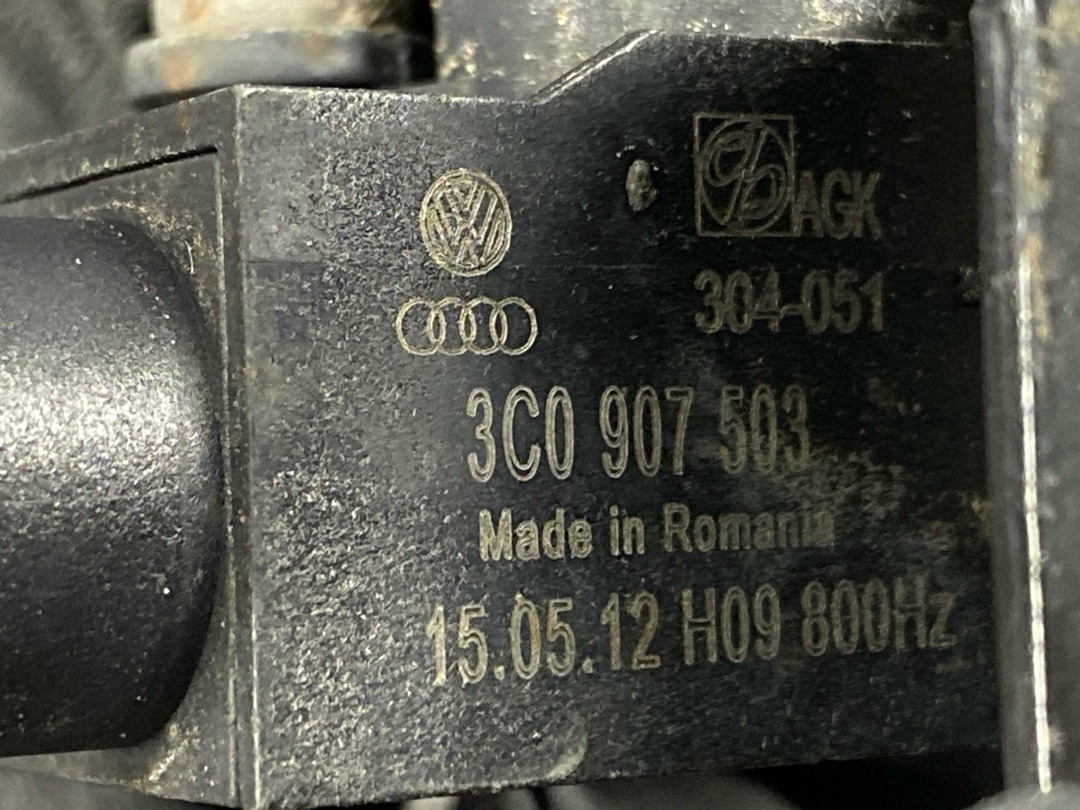 AGK
304-051
3C0 907 503
Made in Romania
15.05.12 H09 800Hz